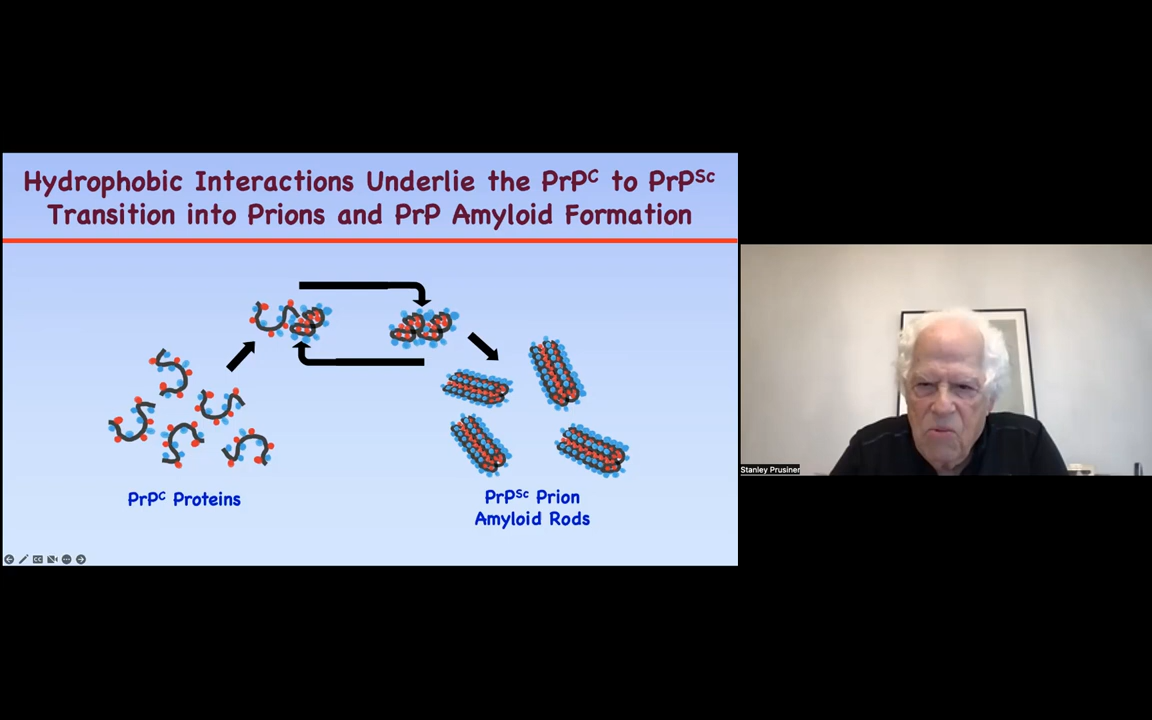 Hydrophobic Interactions Underlie the PrPᶜ to PrPˢᶜ
Transition into Prions and PrP Amyloid Formation
PrPᶜ Proteins
PrPˢᶜ Prion
Amyloid Rods
Stanley Prusiner